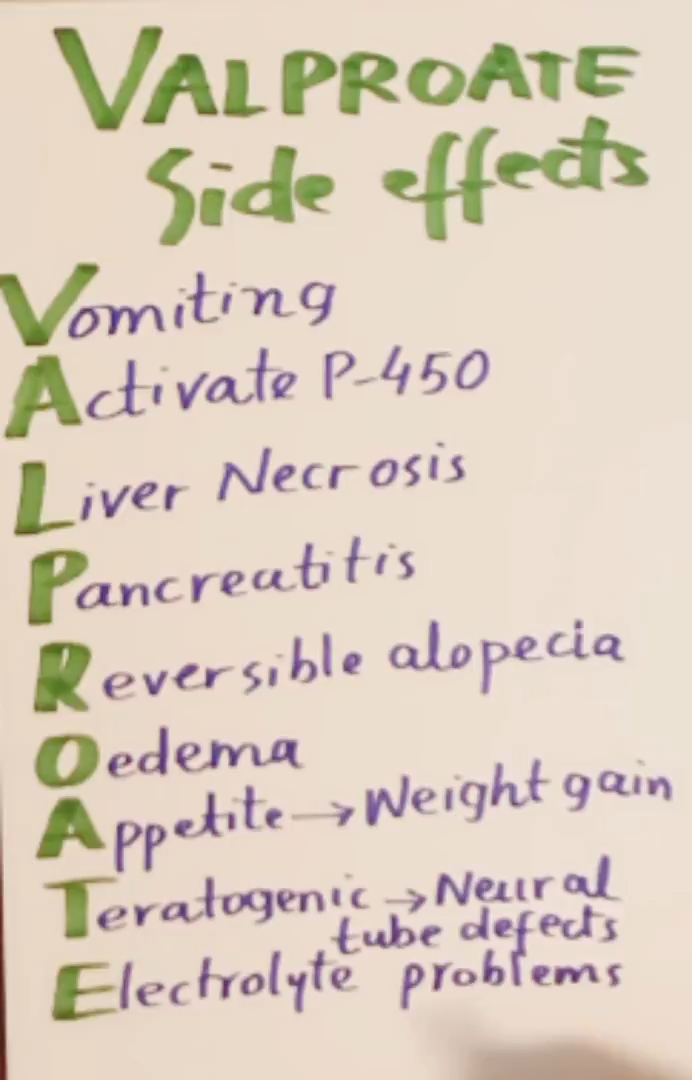 VALPROATE
Side effects
Vomiting
Activate P-450
Liver Necrosis
Pancreatitis
Reversible alopecia
Oedema
Appetite → Weight gain
Teratogenic → Neural
tube defects
Electrolyte problems